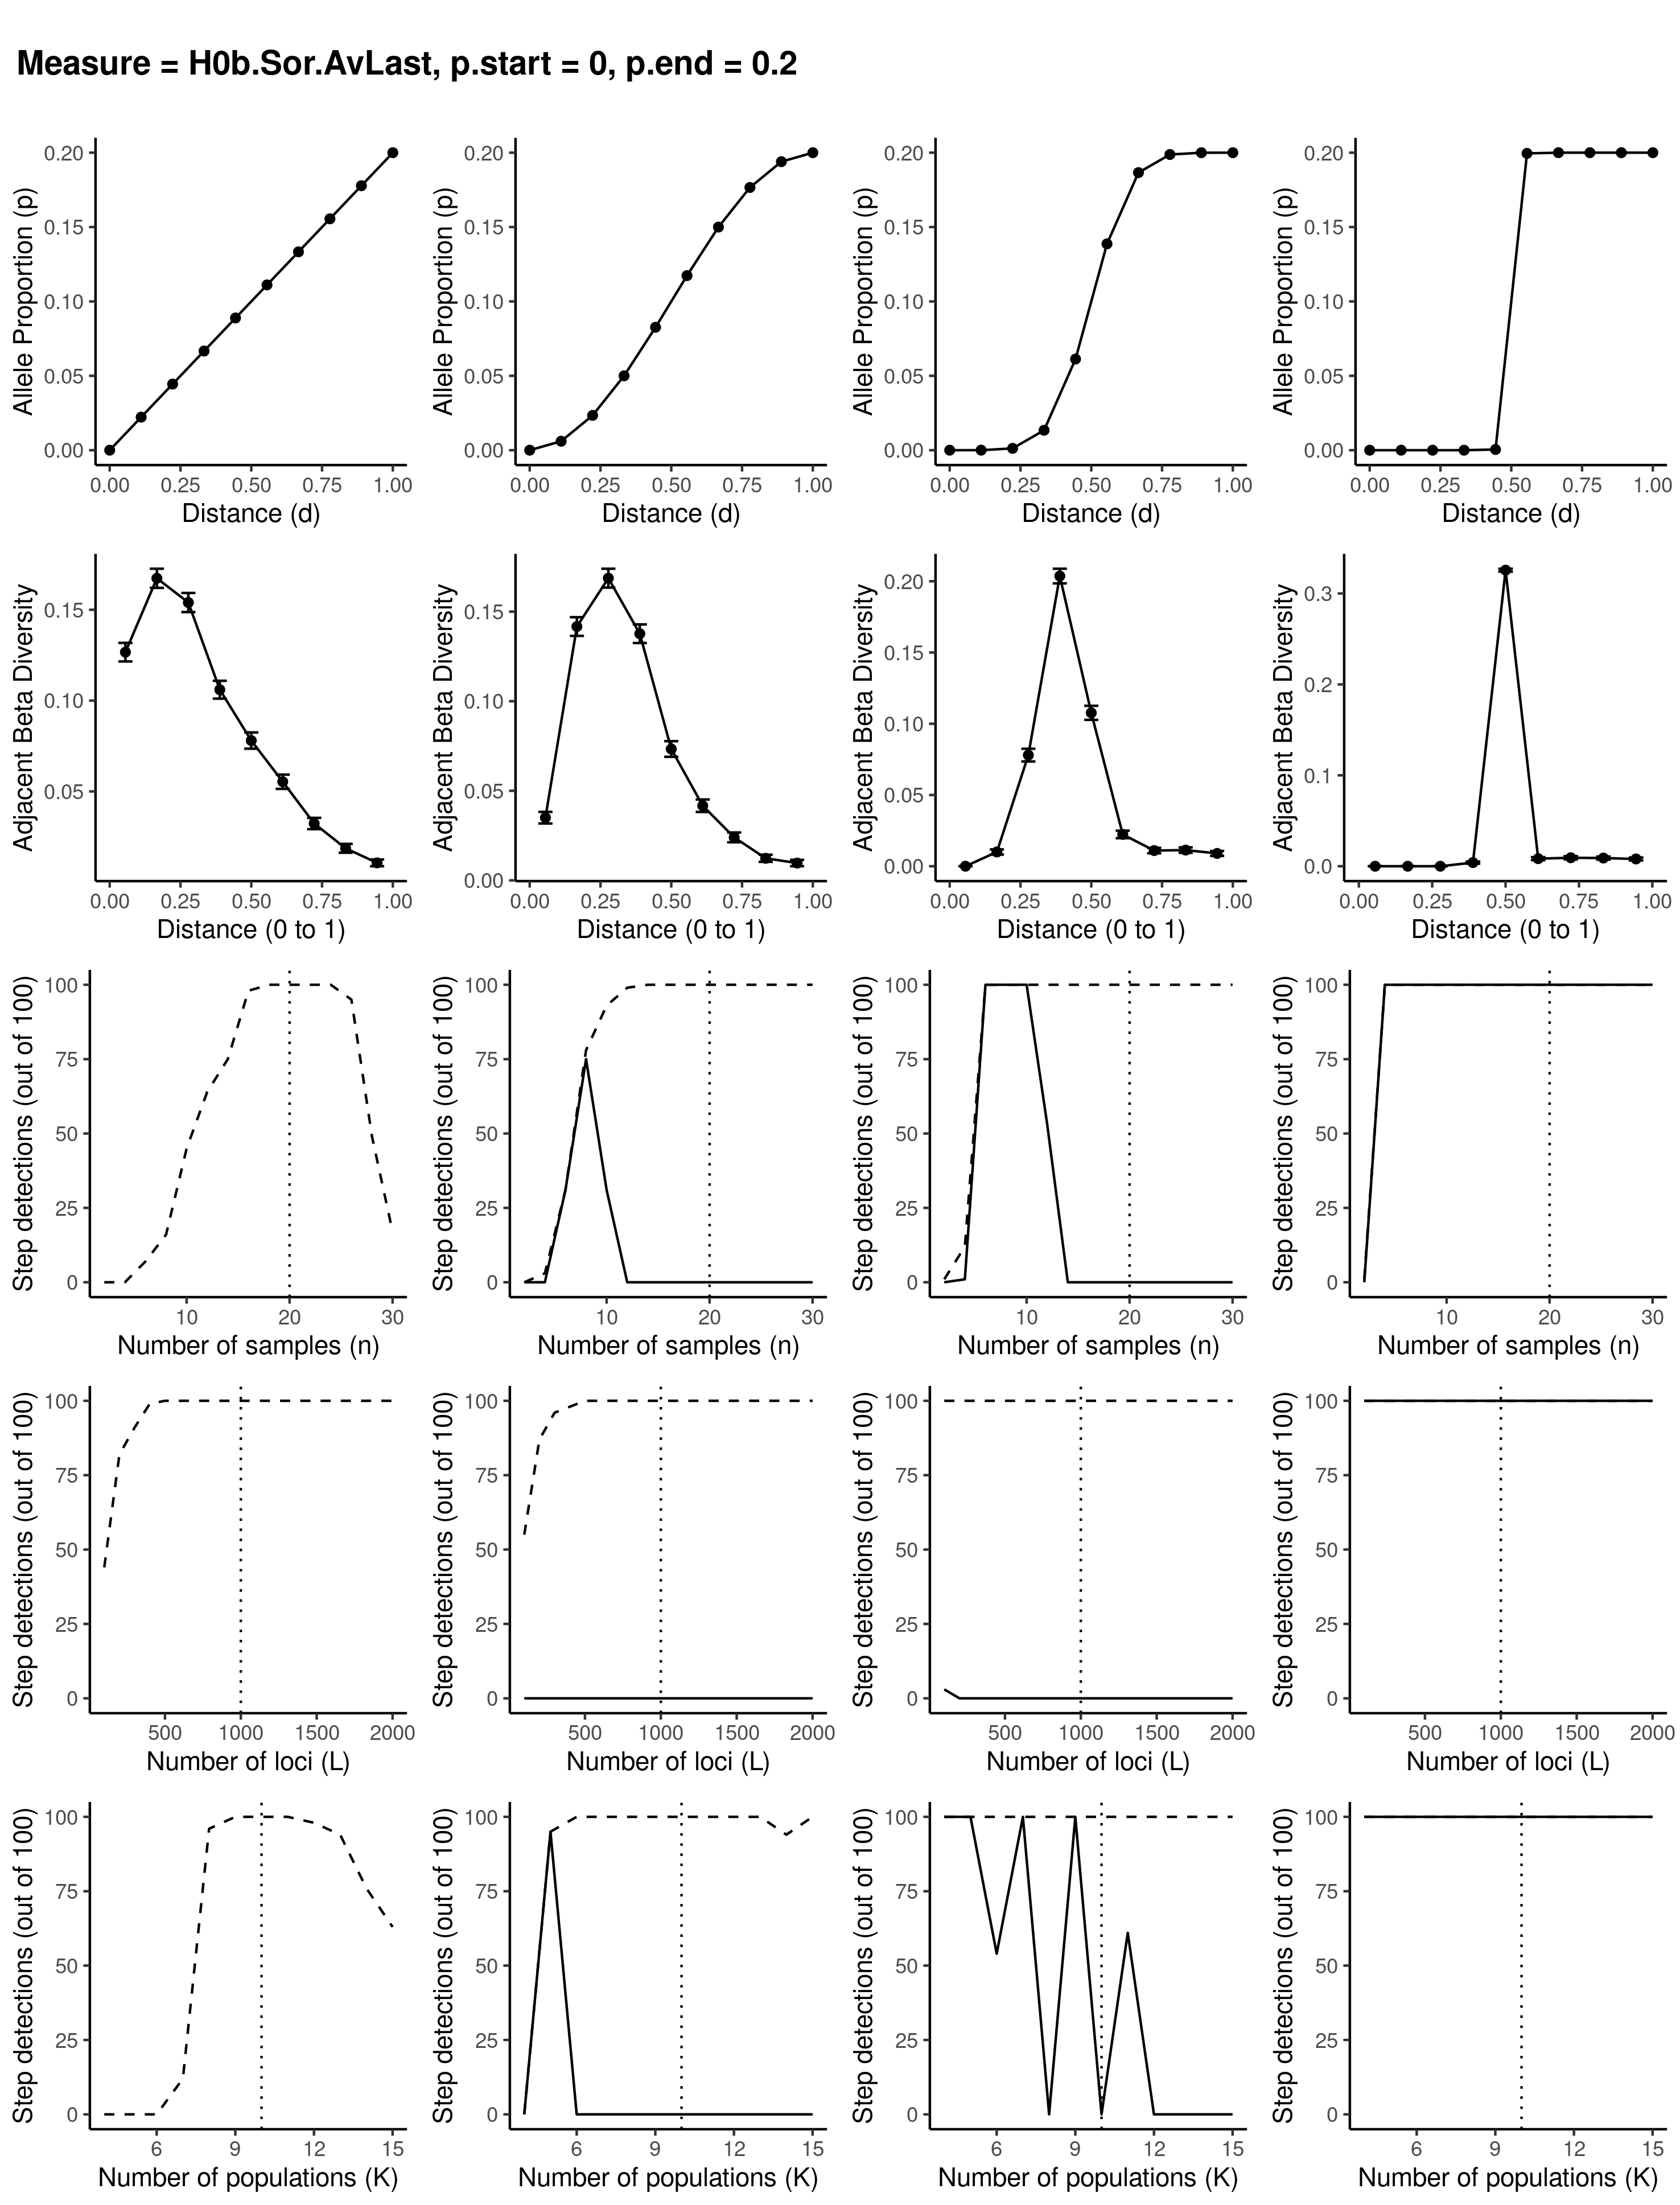 Measure = H0b.Sor.AvLast, p.start = 0, p.end = 0.2
Allele Proportion (p)
0.20
0.15
0.10
0.05
0.00
0.00 0.25 0.50 0.75 1.00
Distance (d)
Allele Proportion (p)
0.20
0.15
0.10
0.05
0.00
0.00 0.25 0.50 0.75 1.00
Distance (d)
Allele Proportion (p)
0.20
0.15
0.10
0.05
0.00
0.00 0.25 0.50 0.75 1.00
Distance (d)
Allele Proportion (p)
0.20
0.15
0.10
0.05
0.00
0.00 0.25 0.50 0.75 1.00
Distance (d)
Adjacent Beta Diversity
0.15
0.10
0.05
0.00 0.25 0.50 0.75 1.00
Distance (0 to 1)
Adjacent Beta Diversity
0.15
0.10
0.05
0.00
0.00 0.25 0.50 0.75 1.00
Distance (0 to 1)
Adjacent Beta Diversity
0.20
0.15
0.10
0.05
0.00
0.00 0.25 0.50 0.75 1.00
Distance (0 to 1)
Adjacent Beta Diversity
0.3
0.2
0.1
0.0
0.00 0.25 0.50 0.75 1.00
Distance (0 to 1)
Step detections (out of 100)
100
75
50
25
0
10 20 30
Number of samples (n)
Step detections (out of 100)
100
75
50
25
0
10 20 30
Number of samples (n)
Step detections (out of 100)
100
75
50
25
0
10 20 30
Number of samples (n)
Step detections (out of 100)
100
75
50
25
0
10 20 30
Number of samples (n)
Step detections (out of 100)
100
75
50
25
0
500 1000 1500 2000
Number of loci (L)
Step detections (out of 100)
100
75
50
25
0
500 1000 1500 2000
Number of loci (L)
Step detections (out of 100)
100
75
50
25
0
500 1000 1500 2000
Number of loci (L)
Step detections (out of 100)
100
75
50
25
0
500 1000 1500 2000
Number of loci (L)
Step detections (out of 100)
100
75
50
25
0
6 9 12 15
Number of populations (K)
Step detections (out of 100)
100
75
50
25
0
6 9 12 15
Number of populations (K)
Step detections (out of 100)
100
75
50
25
0
6 9 12 15
Number of populations (K)
Step detections (out of 100)
100
75
50
25
0
6 9 12 15
Number of populations (K)